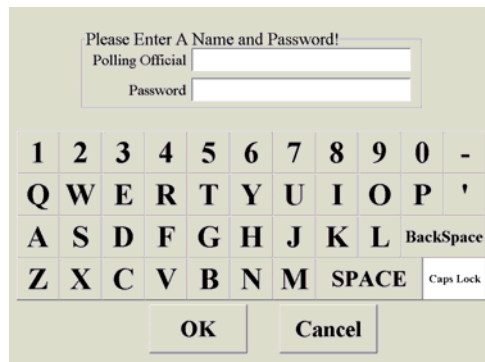 Please Enter A Name and Password!
Polling Official
Password
1 2 3 4 5 6 7 8 9 0 -
Q W E R T Y U I O P '
A S D F G H J K L BackSpace
Z X C V B N M SPACE Caps Lock
OK Cancel